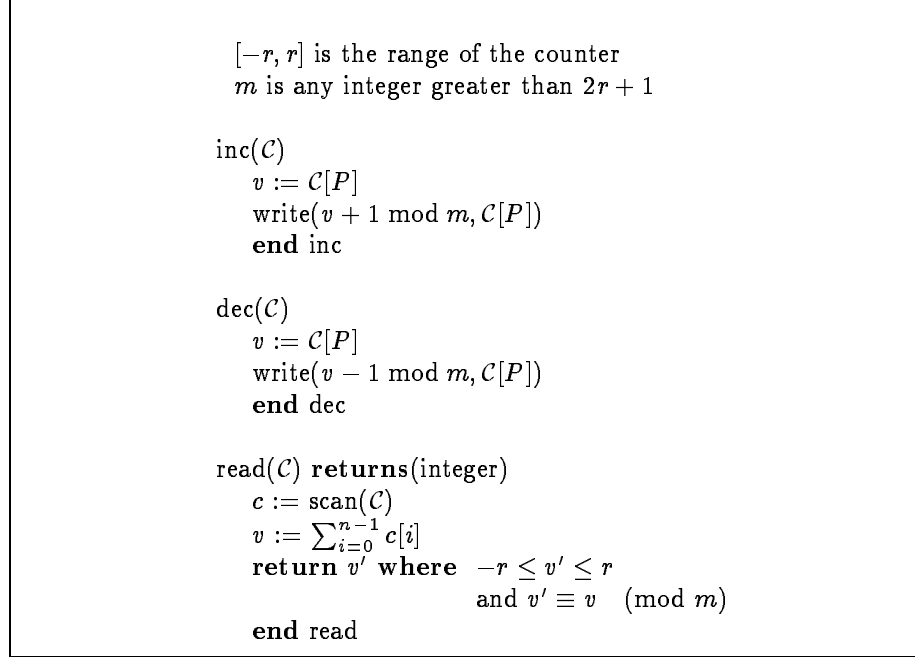 [−r, r] is the range of the counter
m is any integer greater than 2r + 1
inc(𝒞)
v := 𝒞[P]
write(v + 1 mod m, 𝒞[P])
end inc
dec(𝒞)
v := 𝒞[P]
write(v − 1 mod m, 𝒞[P])
end dec
read(𝒞) returns(integer)
c := scan(𝒞)
v := ∑_{i=0}^{n−1} c[i]
return v′ where −r ≤ v′ ≤ r
and v′ ≡ v (mod m)
end read